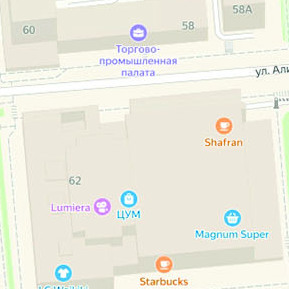 58А
60
58
Торгово-
промышленная
палата
ул. Али
Shafran
62
Lumiera
ЦУМ
Magnum Super
Starbucks